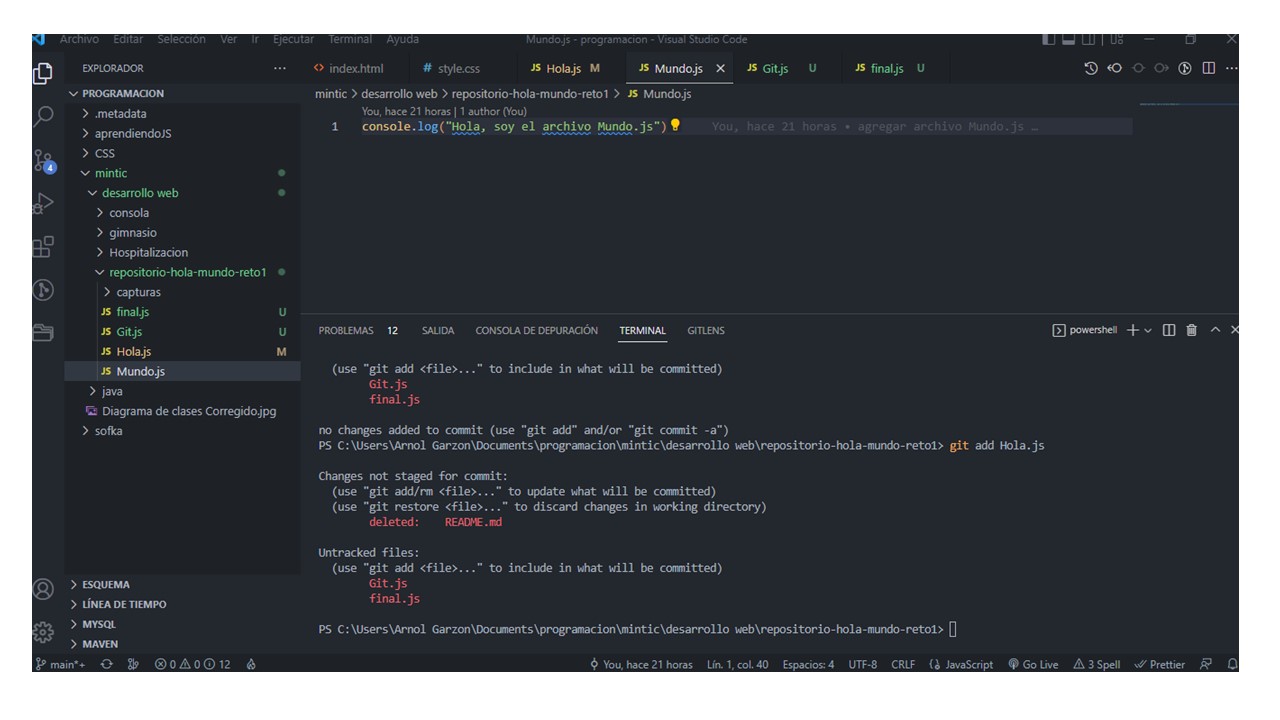 Archivo Editar Selección Ver Ir Ejecutar Terminal Ayuda
Mundo.js - programacion - Visual Studio Code
EXPLORADOR
index.html
# style.css
JS Hola.js M
JS Mundo.js
JS Git.js U
JS final.js U
PROGRAMACION
.metadata
aprendiendoJS
CSS
mintic
desarrollo web
consola
gimnasio
Hospitalizacion
repositorio-hola-mundo-reto1
capturas
JS final.js U
JS Git.js U
JS Hola.js M
JS Mundo.js
java
Diagrama de clases Corregido.jpg
sofka
4
ESQUEMA
LÍNEA DE TIEMPO
MYSQL
MAVEN
mintic > desarrollo web > repositorio-hola-mundo-reto1 > JS Mundo.js
You, hace 21 horas | 1 author (You)
1 console.log("Hola, soy el archivo Mundo.js") You, hace 21 horas • agregar archivo Mundo.js …
PROBLEMAS 12 SALIDA CONSOLA DE DEPURACIÓN TERMINAL GITLENS
powershell
(use "git add <file>..." to include in what will be committed)
Git.js
final.js
no changes added to commit (use "git add" and/or "git commit -a")
PS C:\Users\Arnol Garzon\Documents\programacion\mintic\desarrollo web\repositorio-hola-mundo-reto1> git add Hola.js
Changes not staged for commit:
(use "git add/rm <file>..." to update what will be committed)
(use "git restore <file>..." to discard changes in working directory)
deleted: README.md
Untracked files:
(use "git add <file>..." to include in what will be committed)
Git.js
final.js
PS C:\Users\Arnol Garzon\Documents\programacion\mintic\desarrollo web\repositorio-hola-mundo-reto1>
main*+ 0 0 12 You, hace 21 horas Lín. 1, col. 40 Espacios: 4 UTF-8 CRLF JavaScript Go Live 3 Spell Prettier